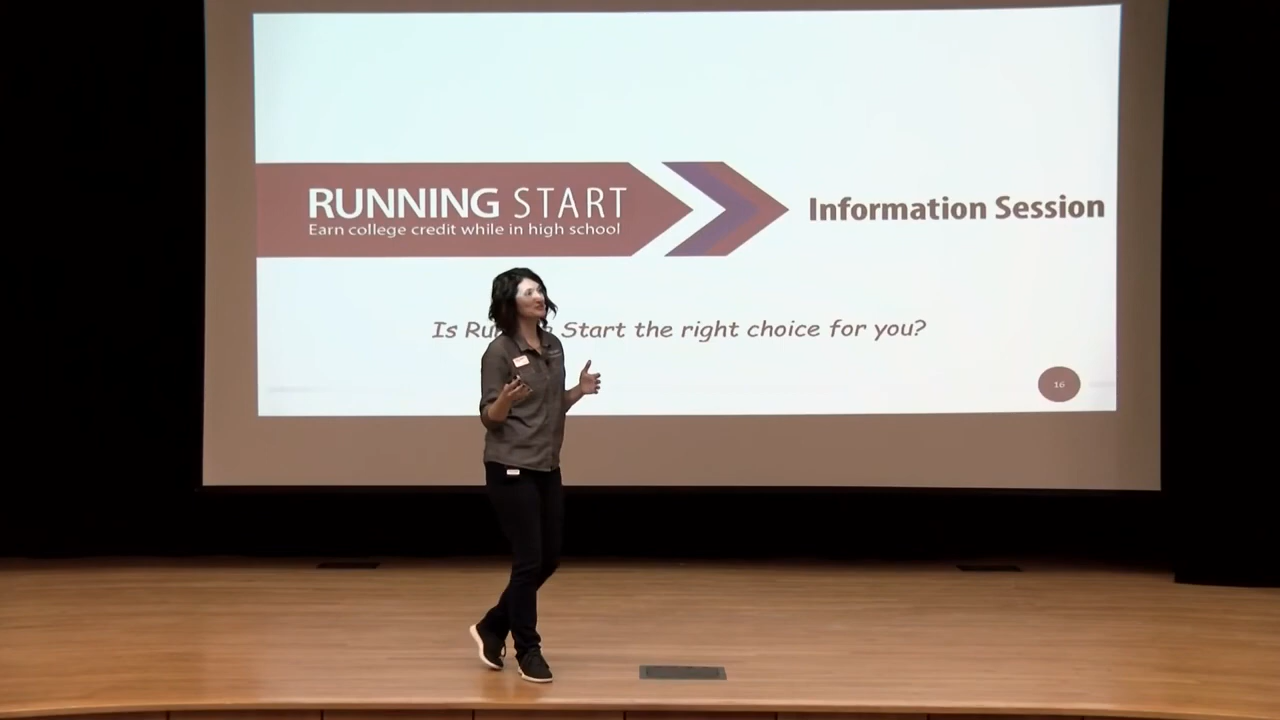 RUNNING START
Earn college credit while in high school
Information Session
Is Ru Start the right choice for you?
16